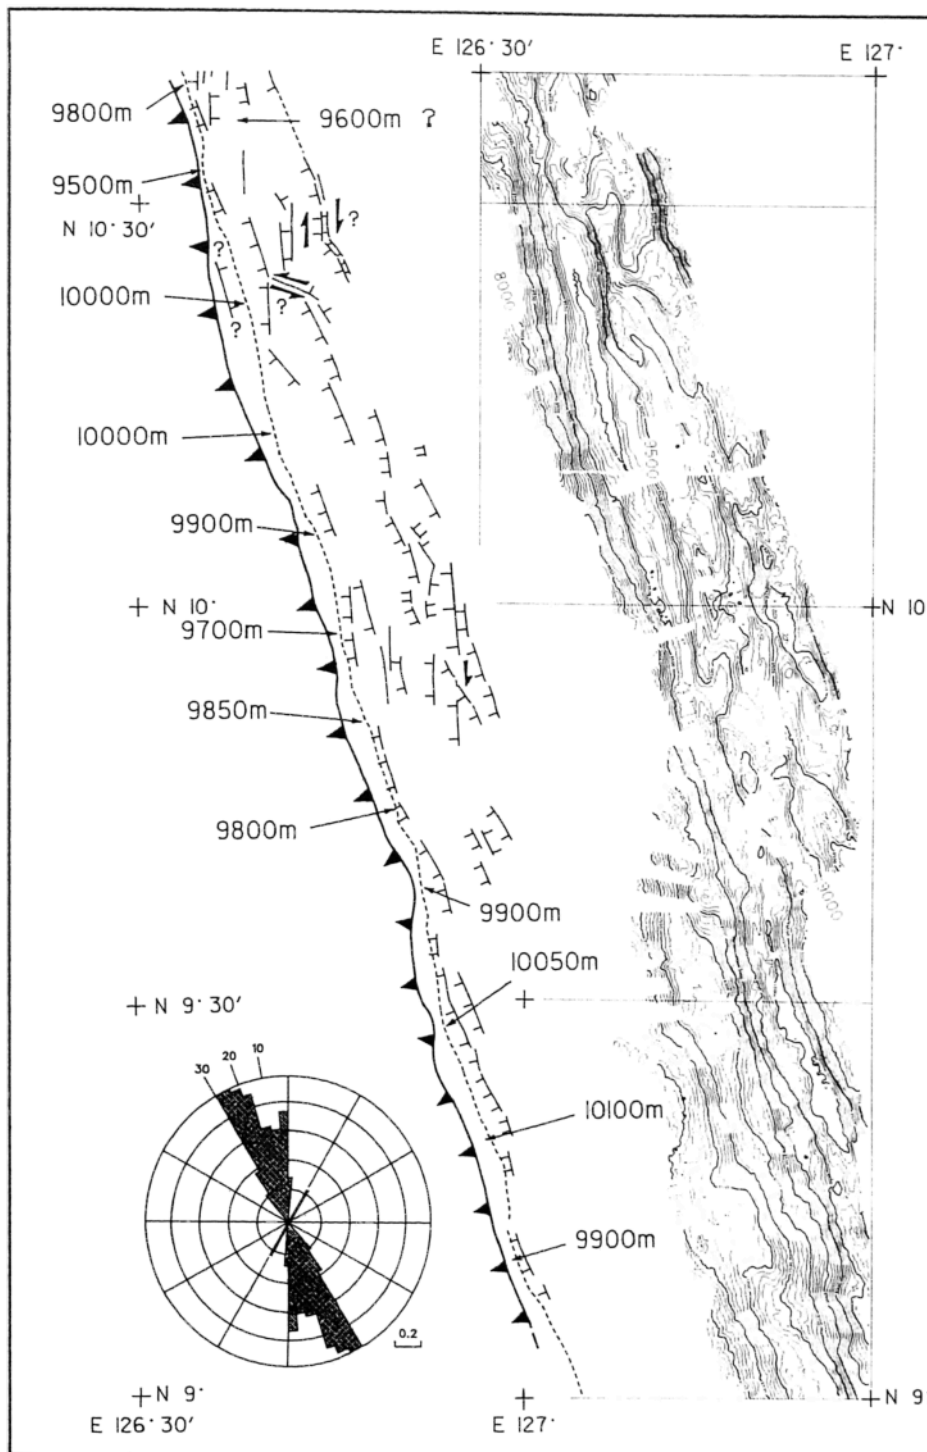 E 126˙ 30′
E 127˙
9800m
9600m ?
9500m
N 10˙ 30′
?
?
8000
10000m
?
?
10000m
9500
9900m
N 10˙
N 10
9700m
9850m
9800m
9900m
9000
10050m
N 9˙ 30′
30 20 10
10100m
9900m
0.2
N 9˙
N 9
E 126˙ 30′
E 127˙